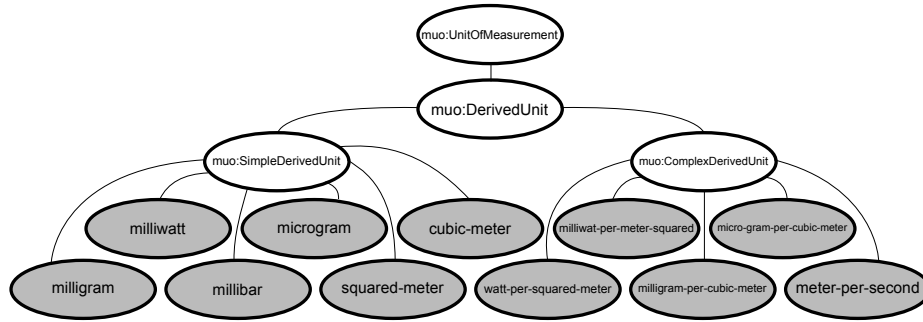 muo:UnitOfMeasurement
muo:DerivedUnit
muo:SimpleDerivedUnit
muo:ComplexDerivedUnit
milliwatt
microgram
cubic-meter
milliwat-per-meter-squared
micro-gram-per-cubic-meter
milligram
millibar
squared-meter
watt-per-squared-meter
milligram-per-cubic-meter
meter-per-second